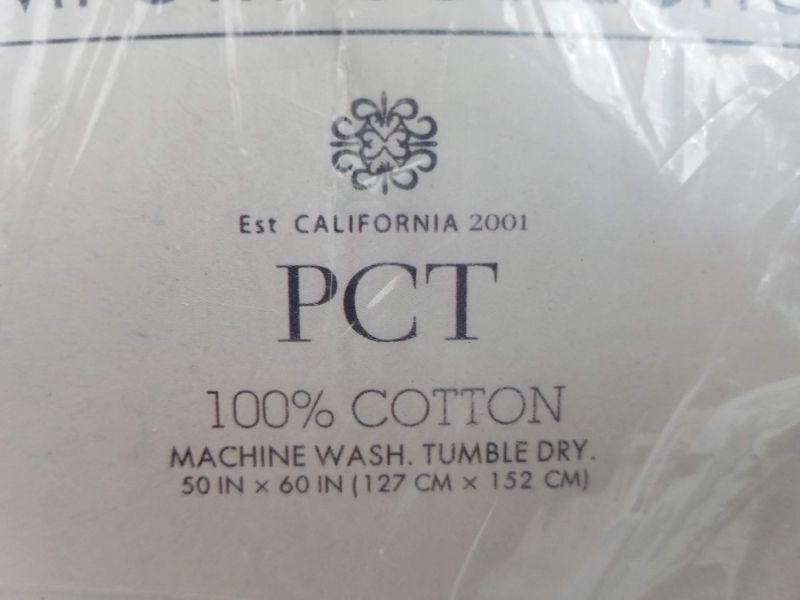 Est CALIFORNIA 2001
PCT
100% COTTON
MACHINE WASH. TUMBLE DRY.
50 IN × 60 IN (127 CM × 152 CM)